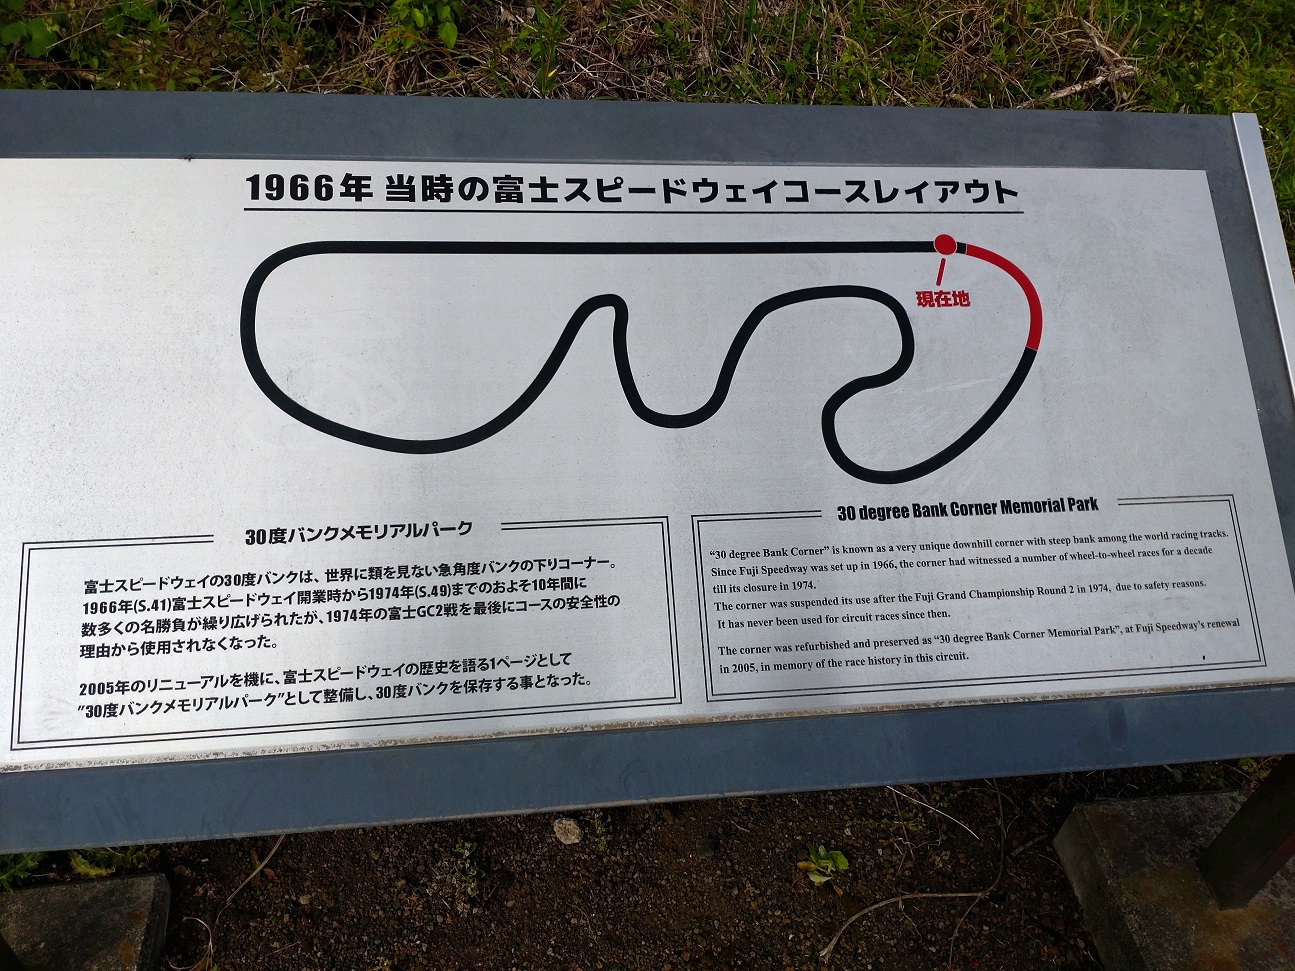 1966年 当時の富士スピードウェイコースレイアウト
現在地
30度バンクメモリアルパーク
富士スピードウェイの30度バンクは、世界に類を見ない急角度バンクの下りコーナー。
1966年(S.41)富士スピードウェイ開業時から1974年(S.49)までのおよそ10年間に
数多くの名勝負が繰り広げられたが、1974年の富士GC2戦を最後にコースの安全性の
理由から使用されなくなった。
2005年のリニューアルを機に、富士スピードウェイの歴史を語る1ページとして
"30度バンクメモリアルパーク"として整備し、30度バンクを保存する事となった。
30 degree Bank Corner Memorial Park
“30 degree Bank Corner” is known as a very unique downhill corner with steep bank among the world racing tracks.
Since Fuji Speedway was set up in 1966, the corner had witnessed a number of wheel-to-wheel races for a decade
till its closure in 1974.
The corner was suspended its use after the Fuji Grand Championship Round 2 in 1974, due to safety reasons.
It has never been used for circuit races since then.
The corner was refurbished and preserved as “30 degree Bank Corner Memorial Park”, at Fuji Speedway's renewal
in 2005, in memory of the race history in this circuit.